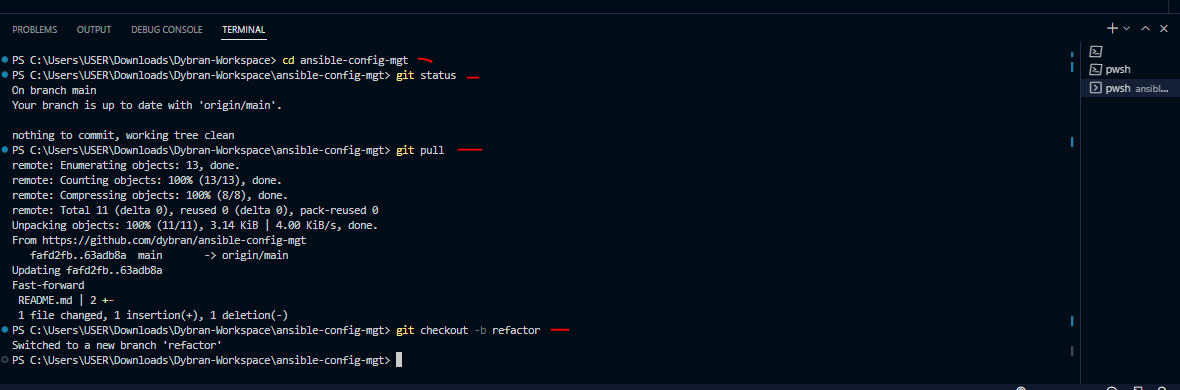 PROBLEMS OUTPUT DEBUG CONSOLE TERMINAL
PS C:\Users\USER\Downloads\Dybran-Workspace> cd ansible-config-mgt
PS C:\Users\USER\Downloads\Dybran-Workspace\ansible-config-mgt> git status
On branch main
Your branch is up to date with 'origin/main'.
nothing to commit, working tree clean
PS C:\Users\USER\Downloads\Dybran-Workspace\ansible-config-mgt> git pull
remote: Enumerating objects: 13, done.
remote: Counting objects: 100% (13/13), done.
remote: Compressing objects: 100% (8/8), done.
remote: Total 11 (delta 0), reused 0 (delta 0), pack-reused 0
Unpacking objects: 100% (11/11), 3.14 KiB | 4.00 KiB/s, done.
From https://github.com/dybran/ansible-config-mgt
   fafd2fb..63adb8a  main       -> origin/main
Updating fafd2fb..63adb8a
Fast-forward
 README.md | 2 +-
 1 file changed, 1 insertion(+), 1 deletion(-)
PS C:\Users\USER\Downloads\Dybran-Workspace\ansible-config-mgt> git checkout -b refactor
Switched to a new branch 'refactor'
PS C:\Users\USER\Downloads\Dybran-Workspace\ansible-config-mgt>
pwsh
pwsh ansibl...